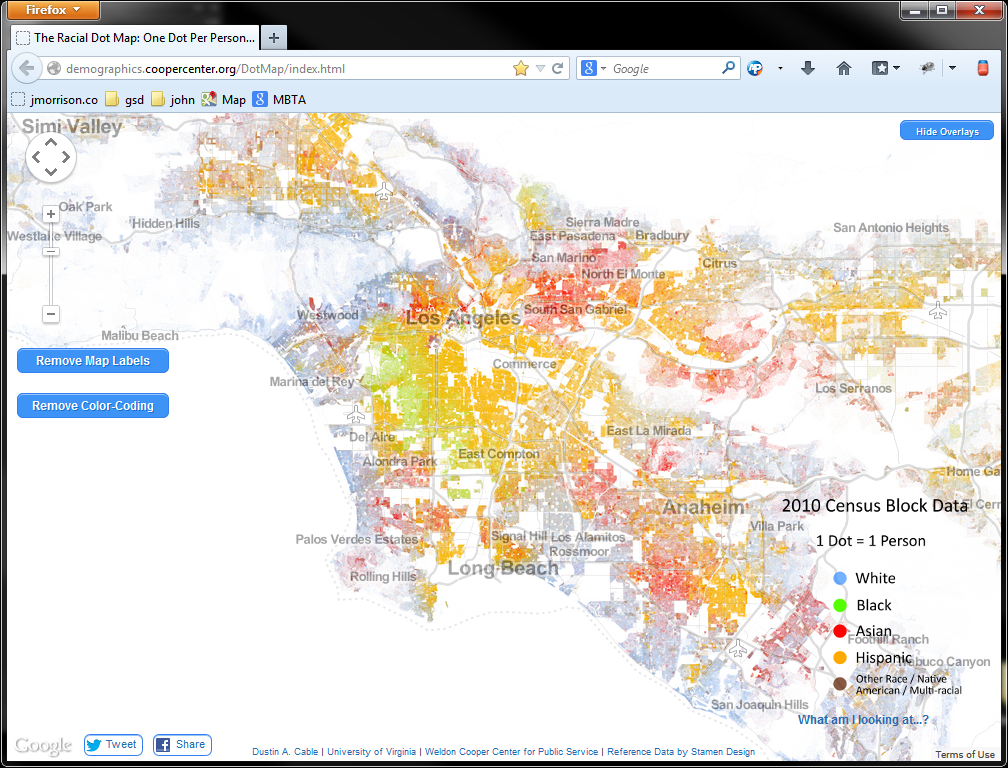 Firefox
The Racial Dot Map: One Dot Per Person...
demographics.coopercenter.org/DotMap/index.html
Google
jmorrison.co
gsd
john
Map
MBTA
Simi Valley
Hide Overlays
Oak Park
Hidden Hills
Westlake Village
Sierra Madre
East Pasadena
Bradbury
San Antonio Heights
San Marino
North El Monte
Citrus
Westwood
Los Angeles
South San Gabriel
Malibu Beach
Remove Map Labels
Commerce
Marina del Rey
Los Serranos
Remove Color-Coding
Del Aire
East La Mirada
Alondra Park
East Compton
Home Ga
Anaheim
2010 Census Block Data
Villa Park
Palos Verdes Estates
Signal Hill
Los Alamitos
1 Dot = 1 Person
Rossmoor
Long Beach
Rolling Hills
White
Black
Asian
Foothill Ranch
Hispanic
Other Race / Native
American / Multi-racial
San Joaquin Hills
What am I looking at...?
Google
Tweet
Share
Dustin A. Cable | University of Virginia | Weldon Cooper Center for Public Service | Reference Data by Stamen Design
Terms of Use